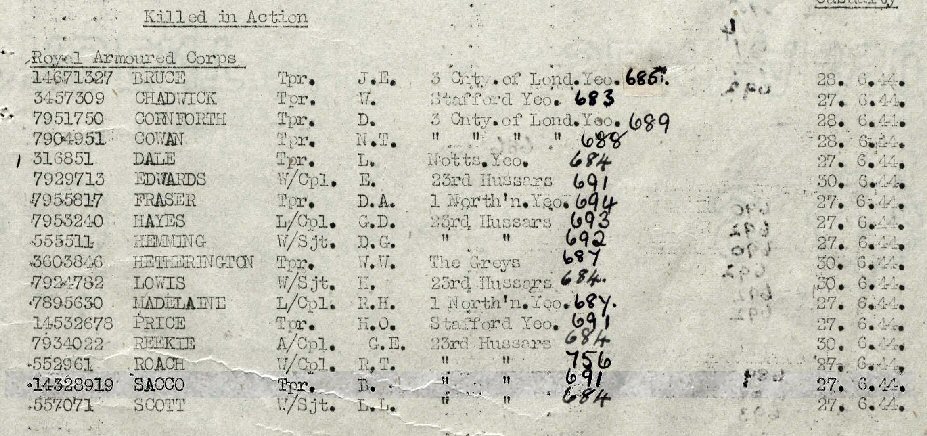 Killed in Action
Casualty
Royal Armoured Corps
14671327 BRUCE Tpr. J.E. 3 Cnty.of Lond.Yeo. 28. 6.44.
3457309 CHADWICK Tpr. W. Stafford Yeo. 683 27. 6.44.
7951750 CORNFORTH Tpr. D. 3 Cnty.of Lond.Yeo. 689 28. 6.44.
7904951 COWAN Tpr. N.T. " " " " 688 28. 6.44.
316851 DALE Tpr. L. Notts.Yeo. 684 27. 6.44.
7929713 EDWARDS W/Cpl. E. 23rd Hussars 691 30. 6.44.
7955817 FRASER Tpr. D.A. 1 North'n.Yeo. 694 27. 6.44.
7953240 HAYES L/Cpl. G.D. 23rd Hussars 693 27. 6.44.
555511 HEMMING W/Sjt. D.G. " " 692 27. 6.44.
3603846 HETHERINGTON Tpr. W.W. The Greys 687 30. 6.44.
7924782 LOWIS W/Sjt. 23rd Hussars 684. 30. 6.44.
7895630 MADELAINE L/Cpl. R.H. 1 North'n.Yeo. 687. 27. 6.44.
14532678 PRICE Tpr. H.O. Stafford Yeo. 691 27. 6.44.
7934022 REEKIE A/Cpl. G.E. 23rd Hussars 684 30. 6.44.
552961 ROACH W/Cpl. R.T. " " 756 27. 6.44.
14328919 SACCO Tpr. " " 691 27. 6.44.
557071 SCOTT W/Sjt. L.L. " " 684 27. 6.44.